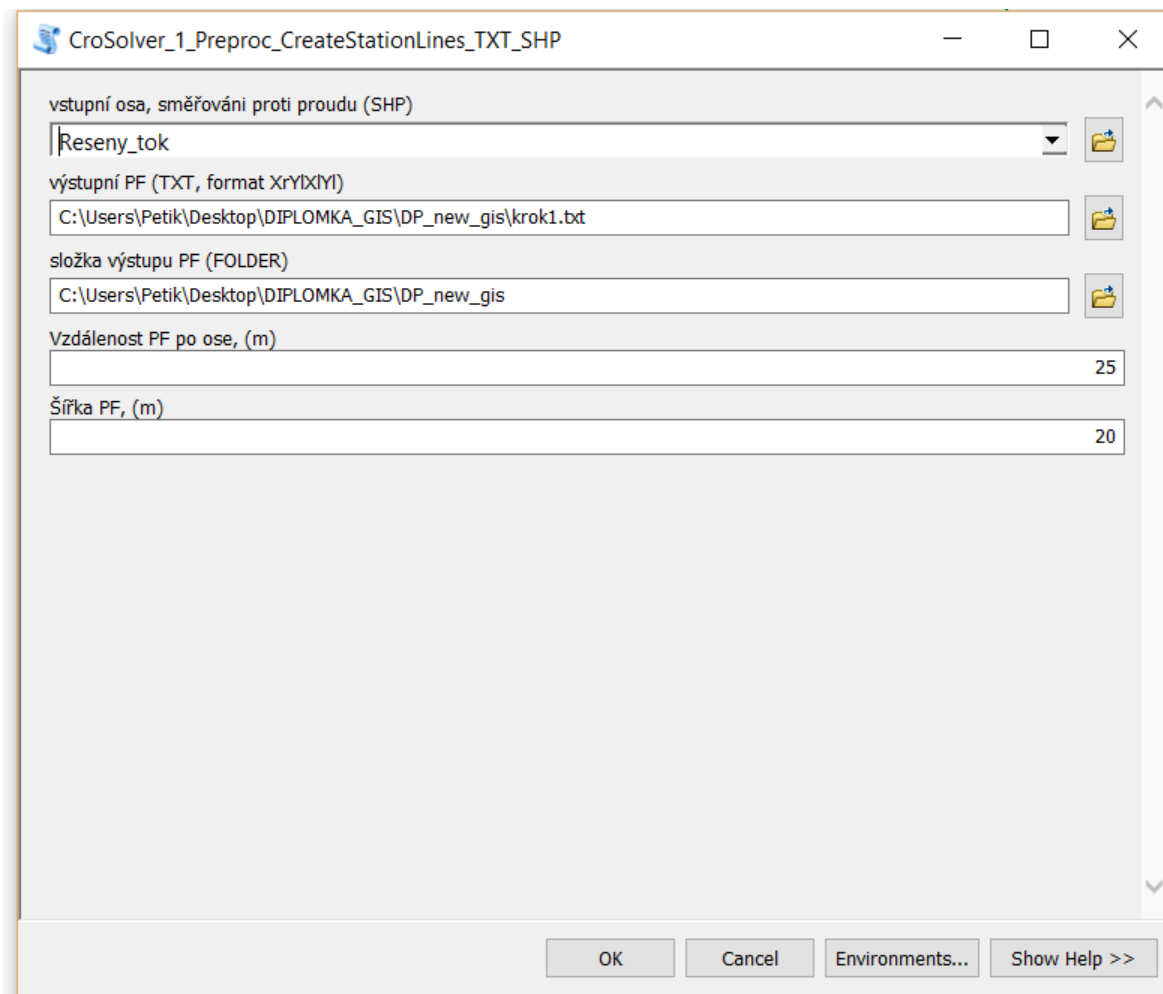 CroSolver_1_Preproc_CreateStationLines_TXT_SHP
vstupní osa, směřováni proti proudu (SHP)
Reseny_tok
výstupní PF (TXT, format XrYlXlYl)
C:\Users\Petik\Desktop\DIPLOMKA_GIS\DP_new_gis\krok1.txt
složka výstupu PF (FOLDER)
C:\Users\Petik\Desktop\DIPLOMKA_GIS\DP_new_gis
Vzdálenost PF po ose, (m)
25
Šířka PF, (m)
20
OK Cancel Environments... Show Help >>